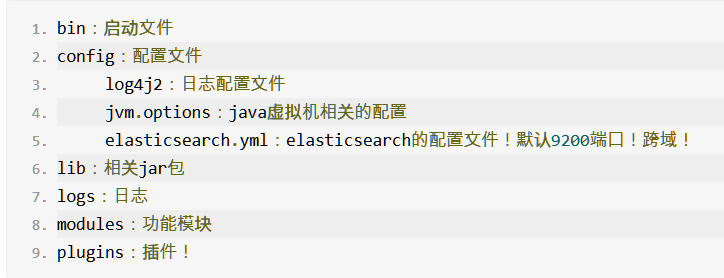 1. bin：启动文件
2. config：配置文件
3. log4j2：日志配置文件
4. jvm.options：java虚拟机相关的配置
5. elasticsearch.yml：elasticsearch的配置文件！默认9200端口！跨域！
6. lib：相关jar包
7. logs：日志
8. modules：功能模块
9. plugins：插件！